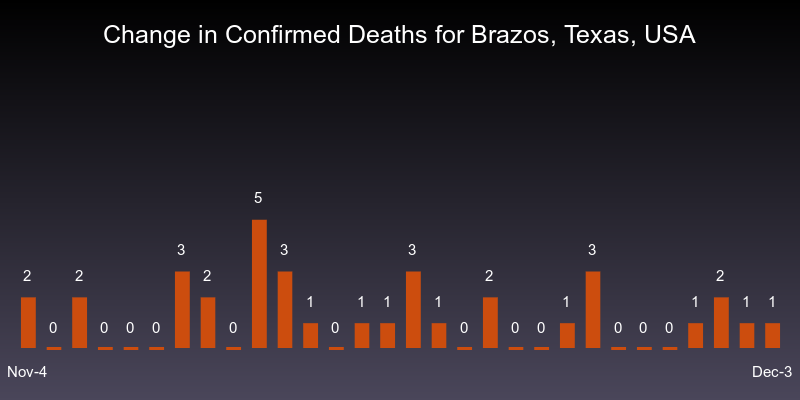 Change in Confirmed Deaths for Brazos, Texas, USA
5
3 3 3 3
2 2 2 2 2
1 1 1 1 1 1 1 1
0 0 0 0 0 0 0 0 0 0 0 0
Nov-4 Dec-3